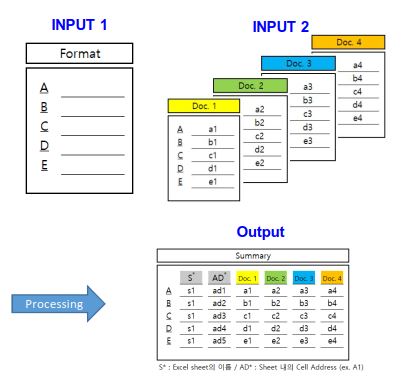 INPUT 1
Format
A
B
C
D
E
INPUT 2
Doc. 4
a4
b4
c4
d4
e4
Doc. 3
a3
b3
c3
d3
e3
Doc. 2
a2
b2
c2
d2
e2
Doc. 1
A a1
B b1
C c1
D d1
E e1
Processing
Output
Summary
S* AD* Doc. 1 Doc. 2 Doc. 3 Doc. 4
A s1 ad1 a1 a2 a3 a4
B s1 ad2 b1 b2 b3 b4
C s1 ad3 c1 c2 c3 c4
D s1 ad4 d1 d2 d3 d4
E s1 ad5 e1 e2 e3 e4
S* : Excel sheet의 이름 / AD* : Sheet 내의 Cell Address (ex. A1)